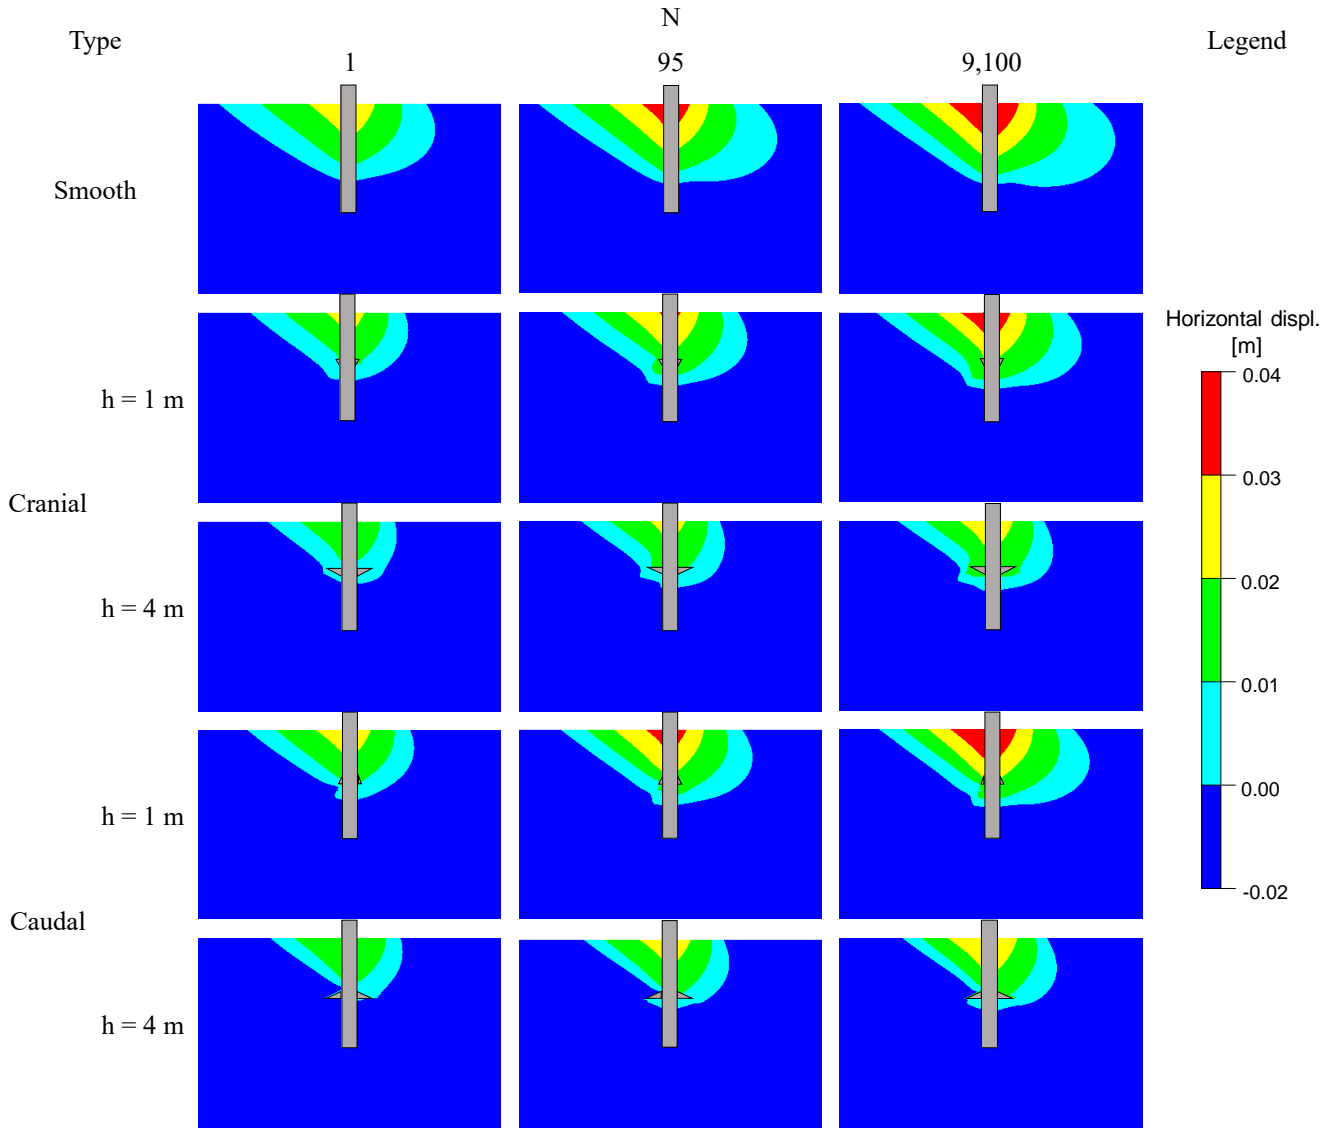 N
Type
Legend
1
95
9,100
Smooth
Horizontal displ.
[m]
0.04
h = 1 m
0.03
Cranial
0.02
h = 4 m
0.01
0.00
h = 1 m
-0.02
Caudal
h = 4 m